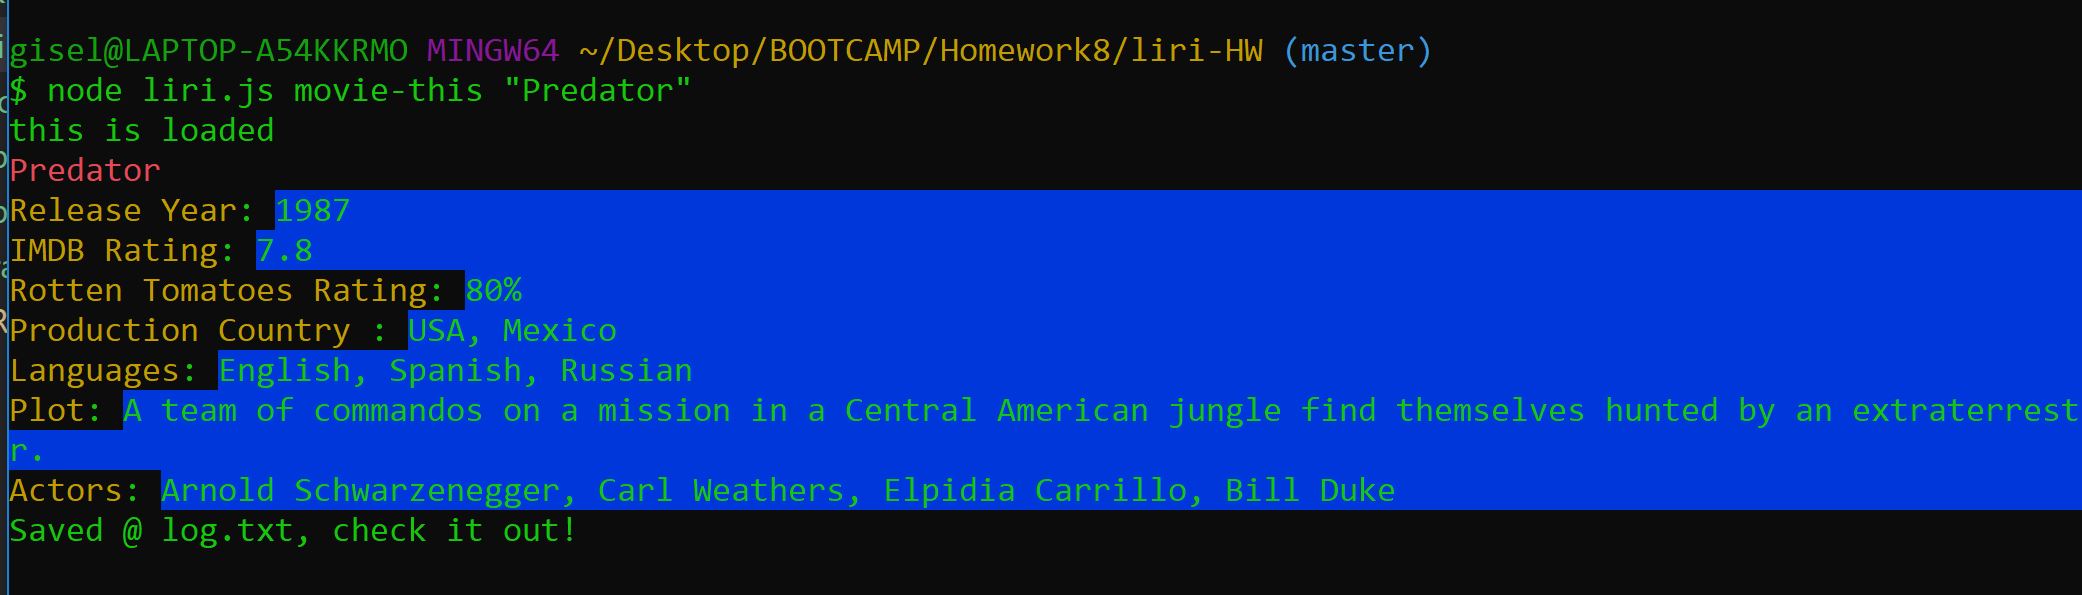 gisel@LAPTOP-A54KKRMO MINGW64 ~/Desktop/BOOTCAMP/Homework8/liri-HW (master)
$ node liri.js movie-this "Predator"
this is loaded
Predator
Release Year: 1987
IMDB Rating: 7.8
Rotten Tomatoes Rating: 80%
Production Country : USA, Mexico
Languages: English, Spanish, Russian
Plot: A team of commandos on a mission in a Central American jungle find themselves hunted by an extraterrest
r.
Actors: Arnold Schwarzenegger, Carl Weathers, Elpidia Carrillo, Bill Duke
Saved @ log.txt, check it out!